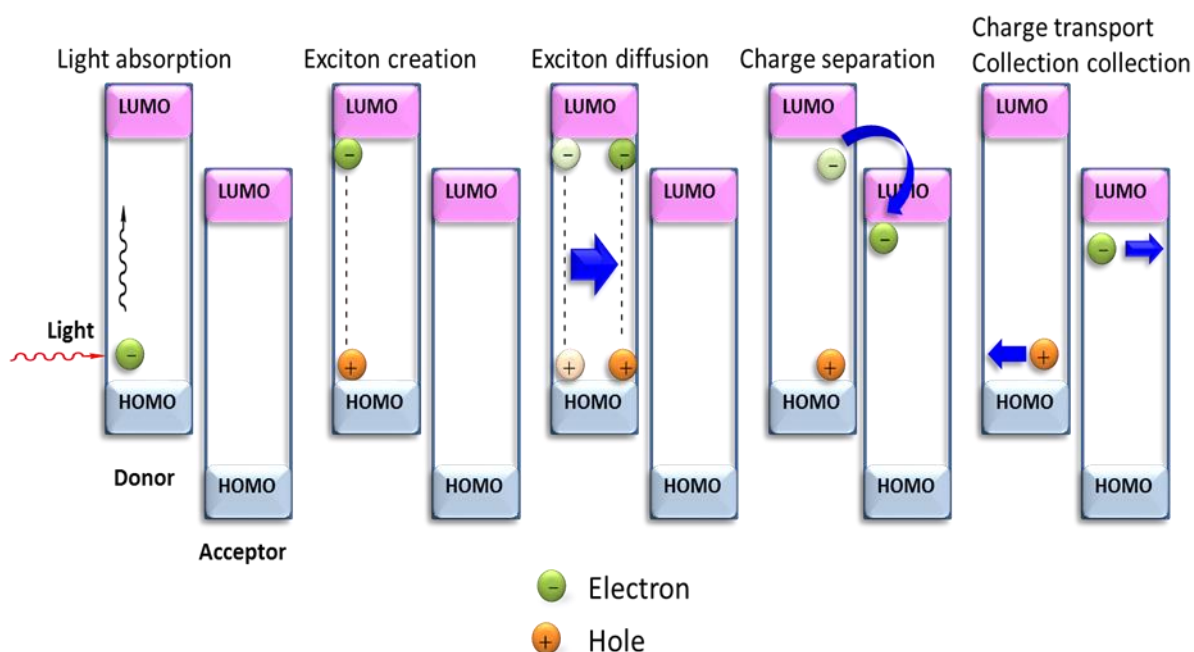 Light absorption
Exciton creation
Exciton diffusion
Charge separation
Charge transport
Collection collection
LUMO
LUMO
LUMO
LUMO
LUMO
LUMO
LUMO
LUMO
LUMO
Light
-
-
-
-
-
-
-
+
+
+
+
+
HOMO
HOMO
HOMO
HOMO
HOMO
Donor
HOMO
HOMO
HOMO
HOMO
HOMO
Acceptor
- Electron
+ Hole